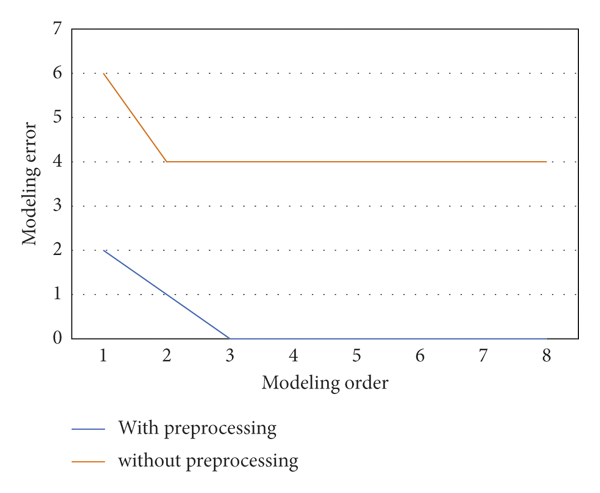 7
6
5
4
3
2
1
0
Modeling error
1 2 3 4 5 6 7 8
Modeling order
With preprocessing
without preprocessing